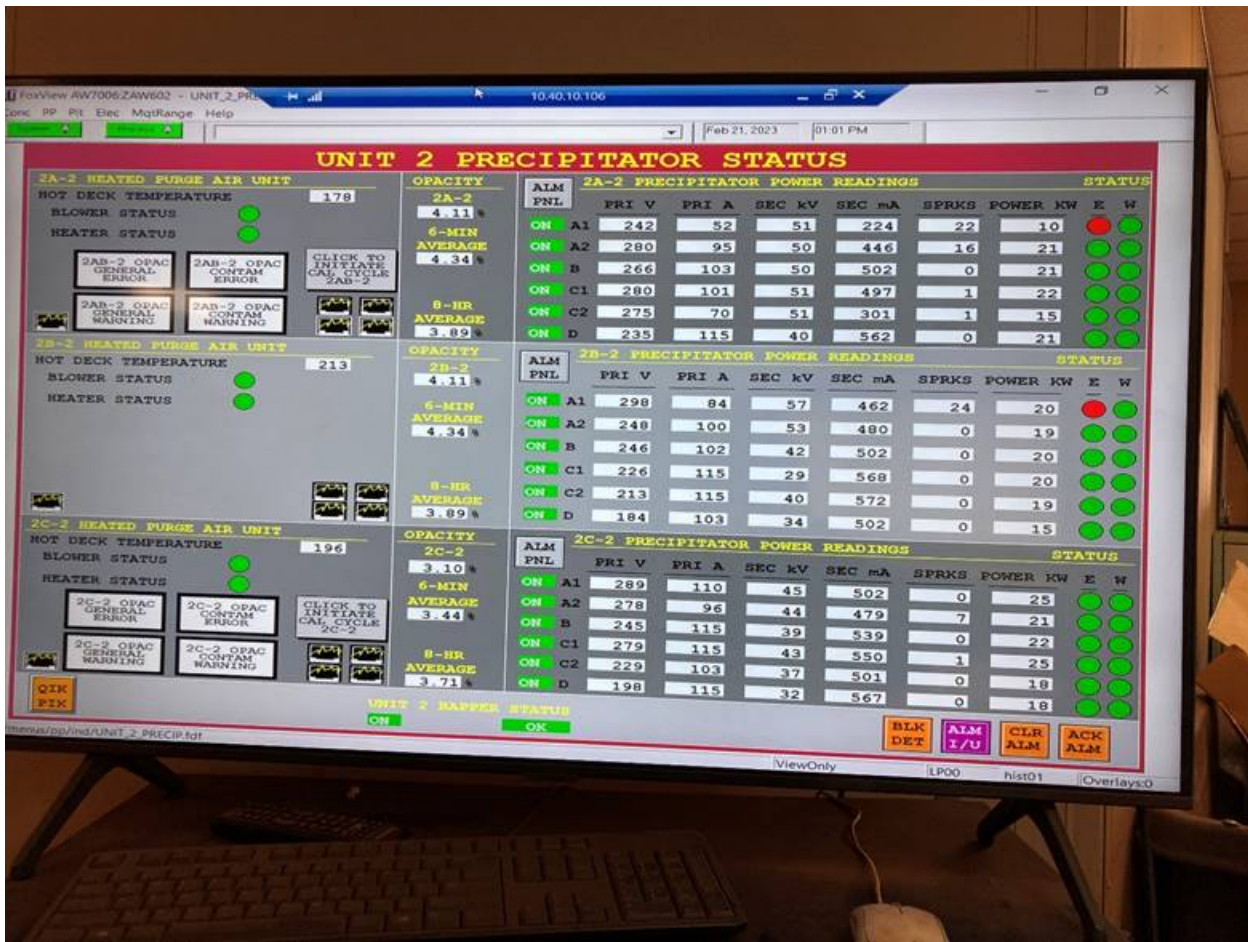 FoxView AW7006:ZAW602 - UNIT_2_PRE
10.40.10.106
Conc PP Plt Elec MqtRange Help
Feb 21, 2023 01:01 PM
UNIT 2 PRECIPITATOR STATUS
2A-2 HEATED PURGE AIR UNIT
HOT DECK TEMPERATURE 178
BLOWER STATUS
HEATER STATUS
2AB-2 OPAC GENERAL ERROR
2AB-2 OPAC CONTAM ERROR
CLICK TO INITIATE CAL CYCLE 2AB-2
2AB-2 OPAC GENERAL WARNING
2AB-2 OPAC CONTAM WARNING
OPACITY
2A-2
4.11 %
6-MIN
AVERAGE
4.34 %
8-HR
AVERAGE
3.89 %
ALM PNL
2A-2 PRECIPITATOR POWER READINGS STATUS
PRI V PRI A SEC kV SEC mA SPRKS POWER KW E W
ON A1 242 52 51 224 22 10
ON A2 280 95 50 446 16 21
ON B 266 103 50 502 0 21
ON C1 280 101 51 497 1 22
ON C2 275 70 51 301 1 15
ON D 235 115 40 562 0 21
2B-2 HEATED PURGE AIR UNIT
HOT DECK TEMPERATURE 213
BLOWER STATUS
HEATER STATUS
OPACITY
2B-2
4.11 %
6-MIN
AVERAGE
4.34 %
8-HR
AVERAGE
3.89 %
ALM PNL
2B-2 PRECIPITATOR POWER READINGS STATUS
PRI V PRI A SEC kV SEC mA SPRKS POWER KW E W
ON A1 298 84 57 462 24 20
ON A2 248 100 53 480 0 19
ON B 246 102 42 502 0 20
ON C1 226 115 29 568 0 20
ON C2 213 115 40 572 0 19
ON D 184 103 34 502 0 15
2C-2 HEATED PURGE AIR UNIT
HOT DECK TEMPERATURE 196
BLOWER STATUS
HEATER STATUS
2C-2 OPAC GENERAL ERROR
2C-2 OPAC CONTAM ERROR
CLICK TO INITIATE CAL CYCLE 2C-2
2C-2 OPAC GENERAL WARNING
2C-2 OPAC CONTAM WARNING
OPACITY
2C-2
3.10 %
6-MIN
AVERAGE
3.44 %
8-HR
AVERAGE
3.71 %
ALM PNL
2C-2 PRECIPITATOR POWER READINGS STATUS
PRI V PRI A SEC kV SEC mA SPRKS POWER KW E W
ON A1 289 110 45 502 0 25
ON A2 278 96 44 479 7 21
ON B 245 115 39 539 0 22
ON C1 279 115 43 550 1 25
ON C2 229 103 37 501 0 18
ON D 198 115 32 567 0 18
QIK PIX
UNIT 2 RAPPER STATUS
ON OK
BLK DET
ALM I/U
CLR ALM
ACK ALM
/menus/pp/ind/UNIT_2_PRECIP.fdf
ViewOnly LP00 hist01 Overlays:0